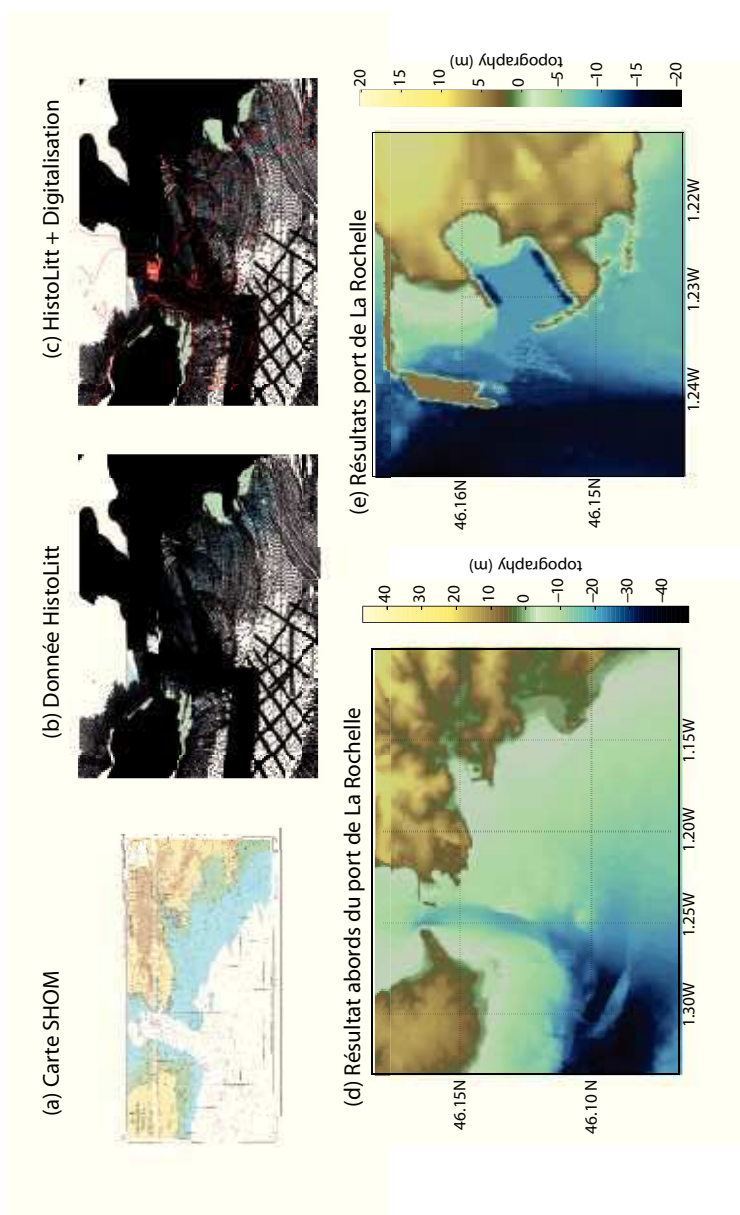 (a) Carte SHOM
(b) Donnée HistoLitt
(c) HistoLitt + Digitalisation
(d) Résultat abords du port de La Rochelle
46.15N
46.10 N
1.30W
1.25W
1.20W
1.15W
40
30
20
10
0
−10
−20
−30
−40
topography (m)
(e) Résultats port de La Rochelle
46.16N
46.15N
1.24W
1.23W
1.22W
20
15
10
5
0
−5
−10
−15
−20
topography (m)